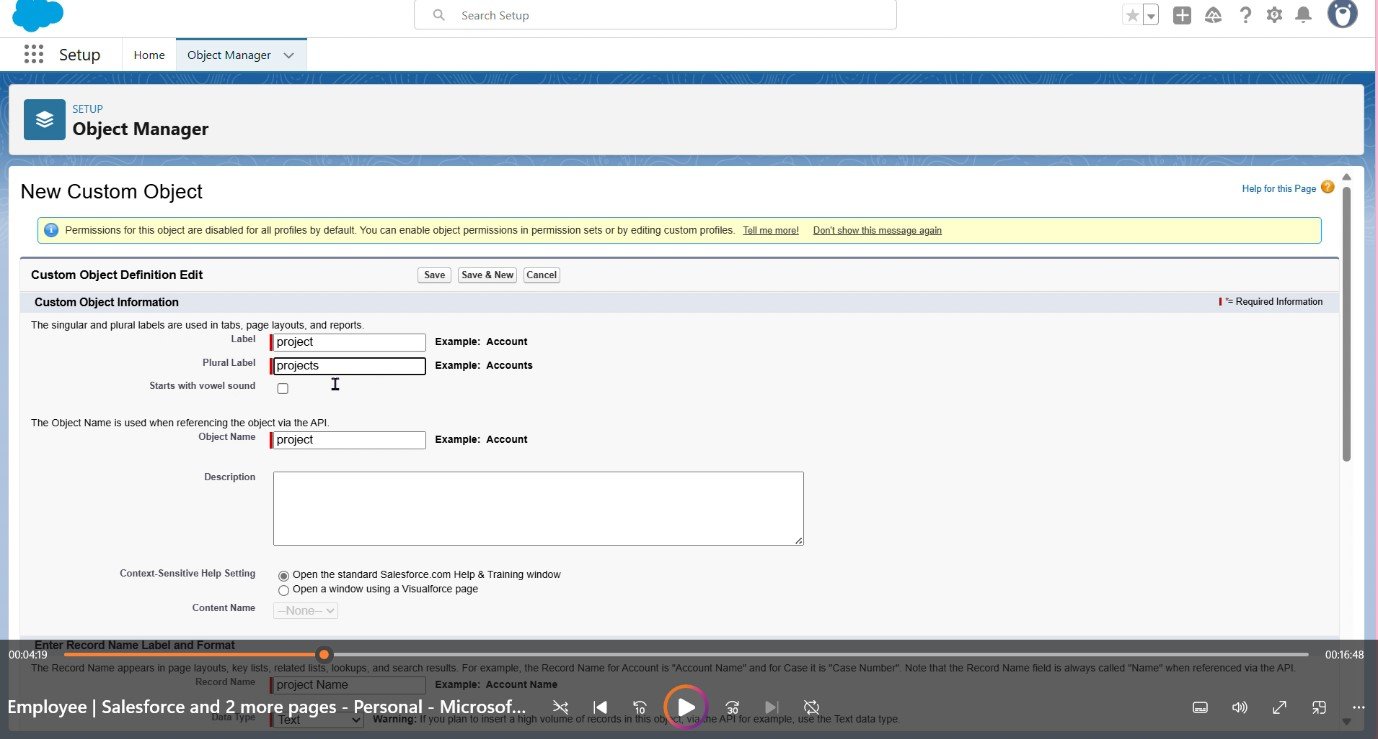 Search Setup
Setup Home Object Manager
SETUP
Object Manager
New Custom Object
Help for this Page ?
Permissions for this object are disabled for all profiles by default. You can enable object permissions in permission sets or by editing custom profiles. Tell me more! Don't show this message again
Custom Object Definition Edit Save Save & New Cancel
Custom Object Information = Required Information
The singular and plural labels are used in tabs, page layouts, and reports.
Label project Example: Account
Plural Label projects Example: Accounts
Starts with vowel sound
The Object Name is used when referencing the object via the API.
Object Name project Example: Account
Description
Context-Sensitive Help Setting Open the standard Salesforce.com Help & Training window
Open a window using a Visualforce page
Content Name --None--
Enter Record Name Label and Format
00:04:19 00:16:48
The Record Name appears in page layouts, key lists, related lists, lookups, and search results. For example, the Record Name for Account is "Account Name" and for Case it is "Case Number". Note that the Record Name field is always called "Name" when referenced via the API.
Record Name project Name Example: Account Name
Employee | Salesforce and 2 more pages - Personal - Microsof... 10 30
Data Type Text Warning: If you plan to insert a high volume of records in this object, via the API for example, use the Text data type.